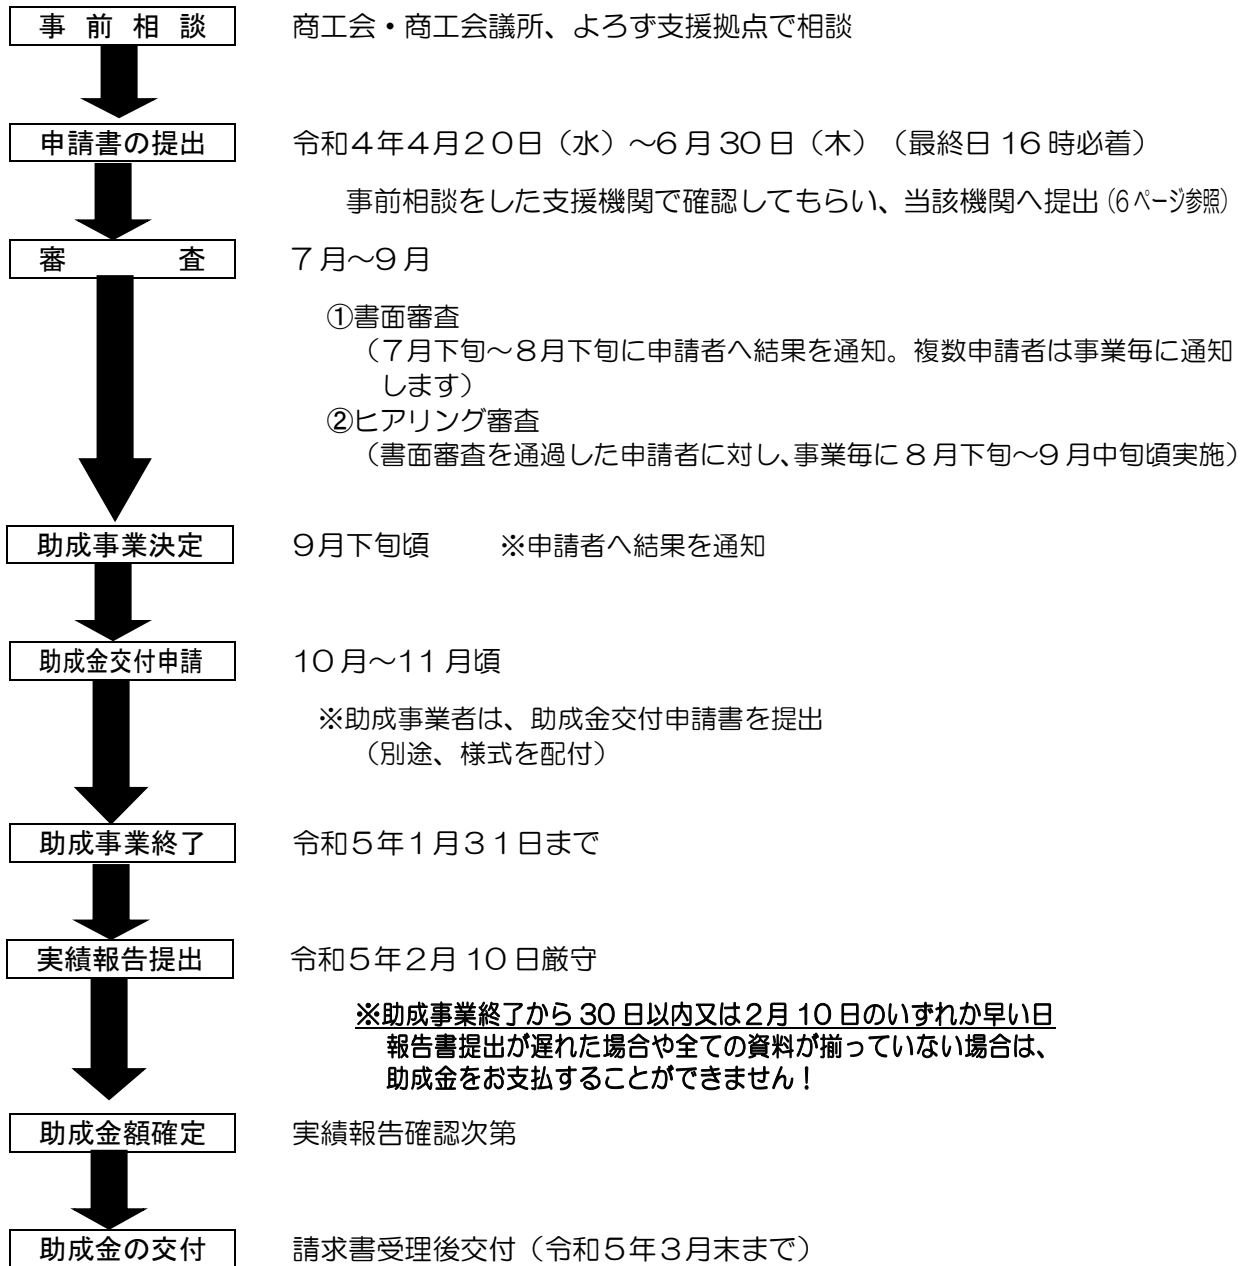 事前相談　商工会・商工会議所、よろず支援拠点で相談
申請書の提出　令和４年４月２０日（水）～６月30日（木）（最終日16時必着）
事前相談をした支援機関で確認してもらい、当該機関へ提出（6ページ参照）
審査　７月～９月
①書面審査
（７月下旬～８月下旬に申請者へ結果を通知。複数申請者は事業毎に通知
します）
②ヒアリング審査
（書面審査を通過した申請者に対し、事業毎に８月下旬～９月中旬頃実施）
助成事業決定　９月下旬頃　※申請者へ結果を通知
助成金交付申請　10月～11月頃
※助成事業者は、助成金交付申請書を提出
（別途、様式を配付）
助成事業終了　令和５年１月３１日まで
実績報告提出　令和５年２月10日厳守
※助成事業終了から30日以内又は２月10日のいずれか早い日
報告書提出が遅れた場合や全ての資料が揃っていない場合は、
助成金をお支払することができません！
助成金額確定　実績報告確認次第
助成金の交付　請求書受理後交付（令和５年３月末まで）